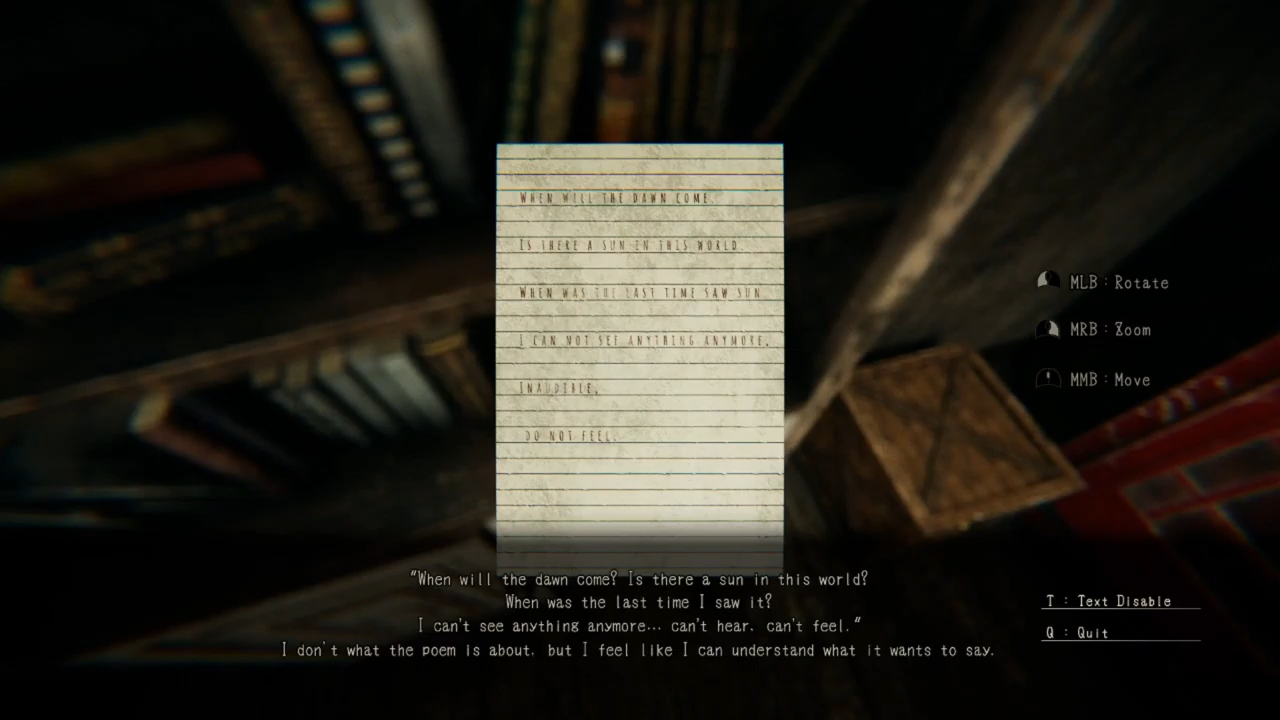 WHEN WILL THE DAWN COME.
IS THERE A SUN IN THIS WORLD.
WHEN WAS THE LAST TIME SAW SUN
I CAN NOT SEE ANYTHING ANYMORE.
INAUDIBLE,
DO NOT FEEL.
MLB : Rotate
MRB : Zoom
MMB : Move
"When will the dawn come? Is there a sun in this world?
When was the last time I saw it?
I can't see anything anymore... can't hear, can't feel."
I don't what the poem is about, but I feel like I can understand what it wants to say.
T : Text Disable
Q : Quit